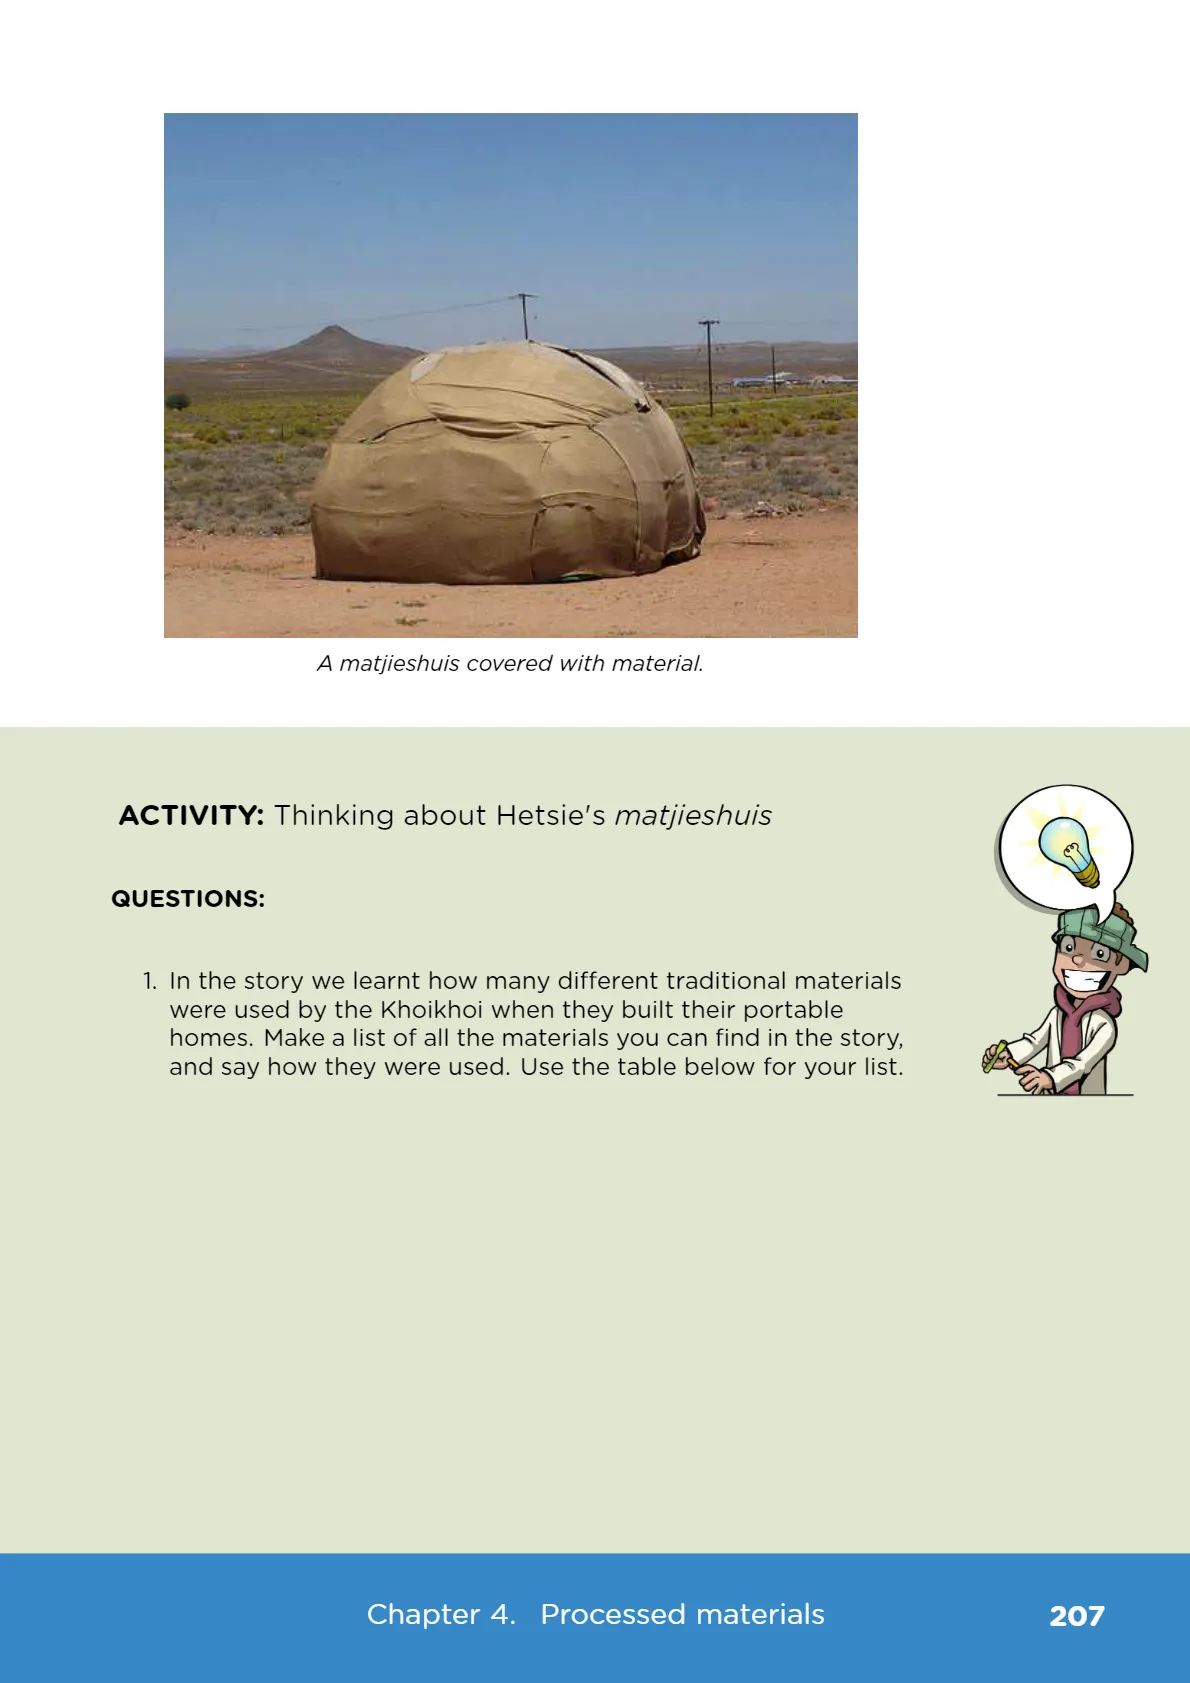 A matjieshuis covered with material.
ACTIVITY: Thinking about Hetsie's matjieshuis
QUESTIONS:
1. In the story we learnt how many different traditional materials
were used by the Khoikhoi when they built their portable
homes. Make a list of all the materials you can find in the story,
and say how they were used. Use the table below for your list.
Chapter 4. Processed materials
207